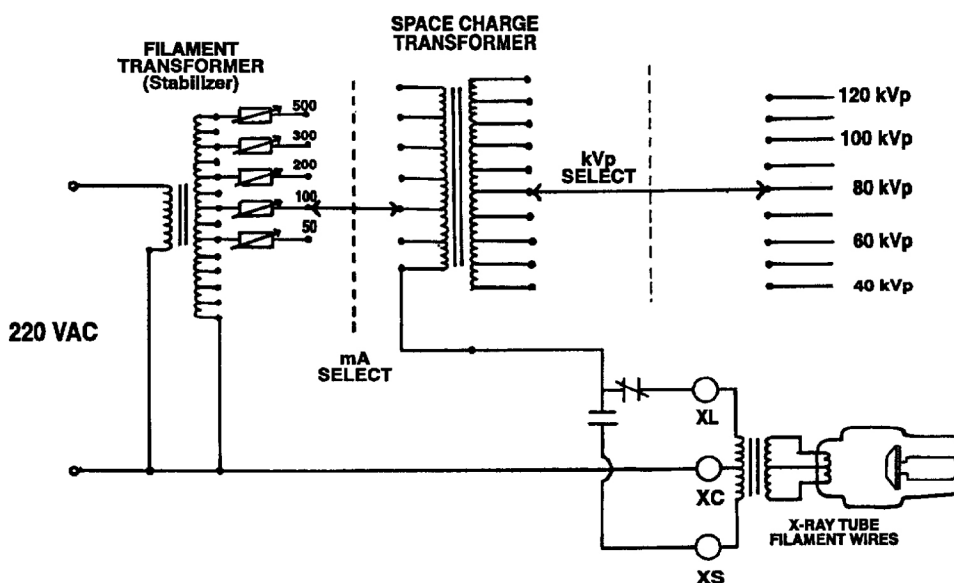 SPACE CHARGE
TRANSFORMER
FILAMENT
TRANSFORMER
(Stabilizer)
500
300
200
100
50
kVp
SELECT
120 kVp
100 kVp
80 kVp
60 kVp
40 kVp
220 VAC
mA
SELECT
XL
XC
XS
X-RAY TUBE
FILAMENT WIRES